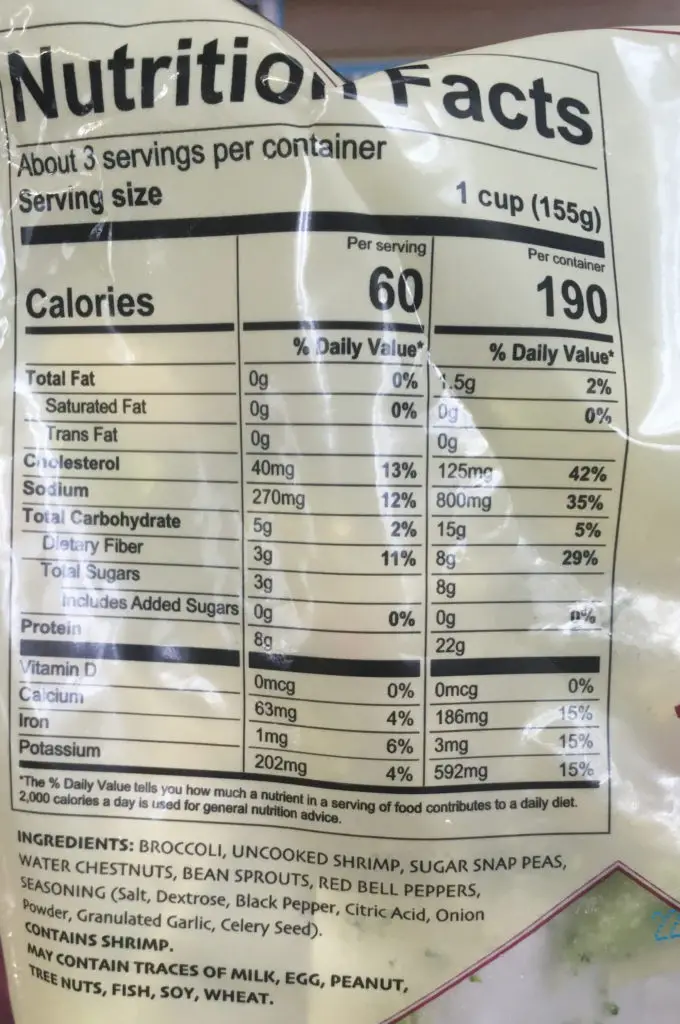 Nutrition Facts
About 3 servings per container
Serving size 1 cup (155g)
Per serving Per container
Calories 60 190
% Daily Value* % Daily Value*
Total Fat 0g 0% 1.5g 2%
Saturated Fat 0g 0% 0g 0%
Trans Fat 0g 0g
Cholesterol 40mg 13% 125mg 42%
Sodium 270mg 12% 800mg 35%
Total Carbohydrate 5g 2% 15g 5%
Dietary Fiber 3g 11% 8g 29%
Total Sugars 3g 8g
Includes Added Sugars 0g 0% 0g 0%
Protein 8g 22g
Vitamin D 0mcg 0% 0mcg 0%
Calcium 63mg 4% 186mg 15%
Iron 1mg 6% 3mg 15%
Potassium 202mg 4% 592mg 15%
*The % Daily Value tells you how much a nutrient in a serving of food contributes to a daily diet.
2,000 calories a day is used for general nutrition advice.
INGREDIENTS: BROCCOLI, UNCOOKED SHRIMP, SUGAR SNAP PEAS,
WATER CHESTNUTS, BEAN SPROUTS, RED BELL PEPPERS,
SEASONING (Salt, Dextrose, Black Pepper, Citric Acid, Onion
Powder, Granulated Garlic, Celery Seed).
CONTAINS SHRIMP.
MAY CONTAIN TRACES OF MILK, EGG, PEANUT,
TREE NUTS, FISH, SOY, WHEAT.